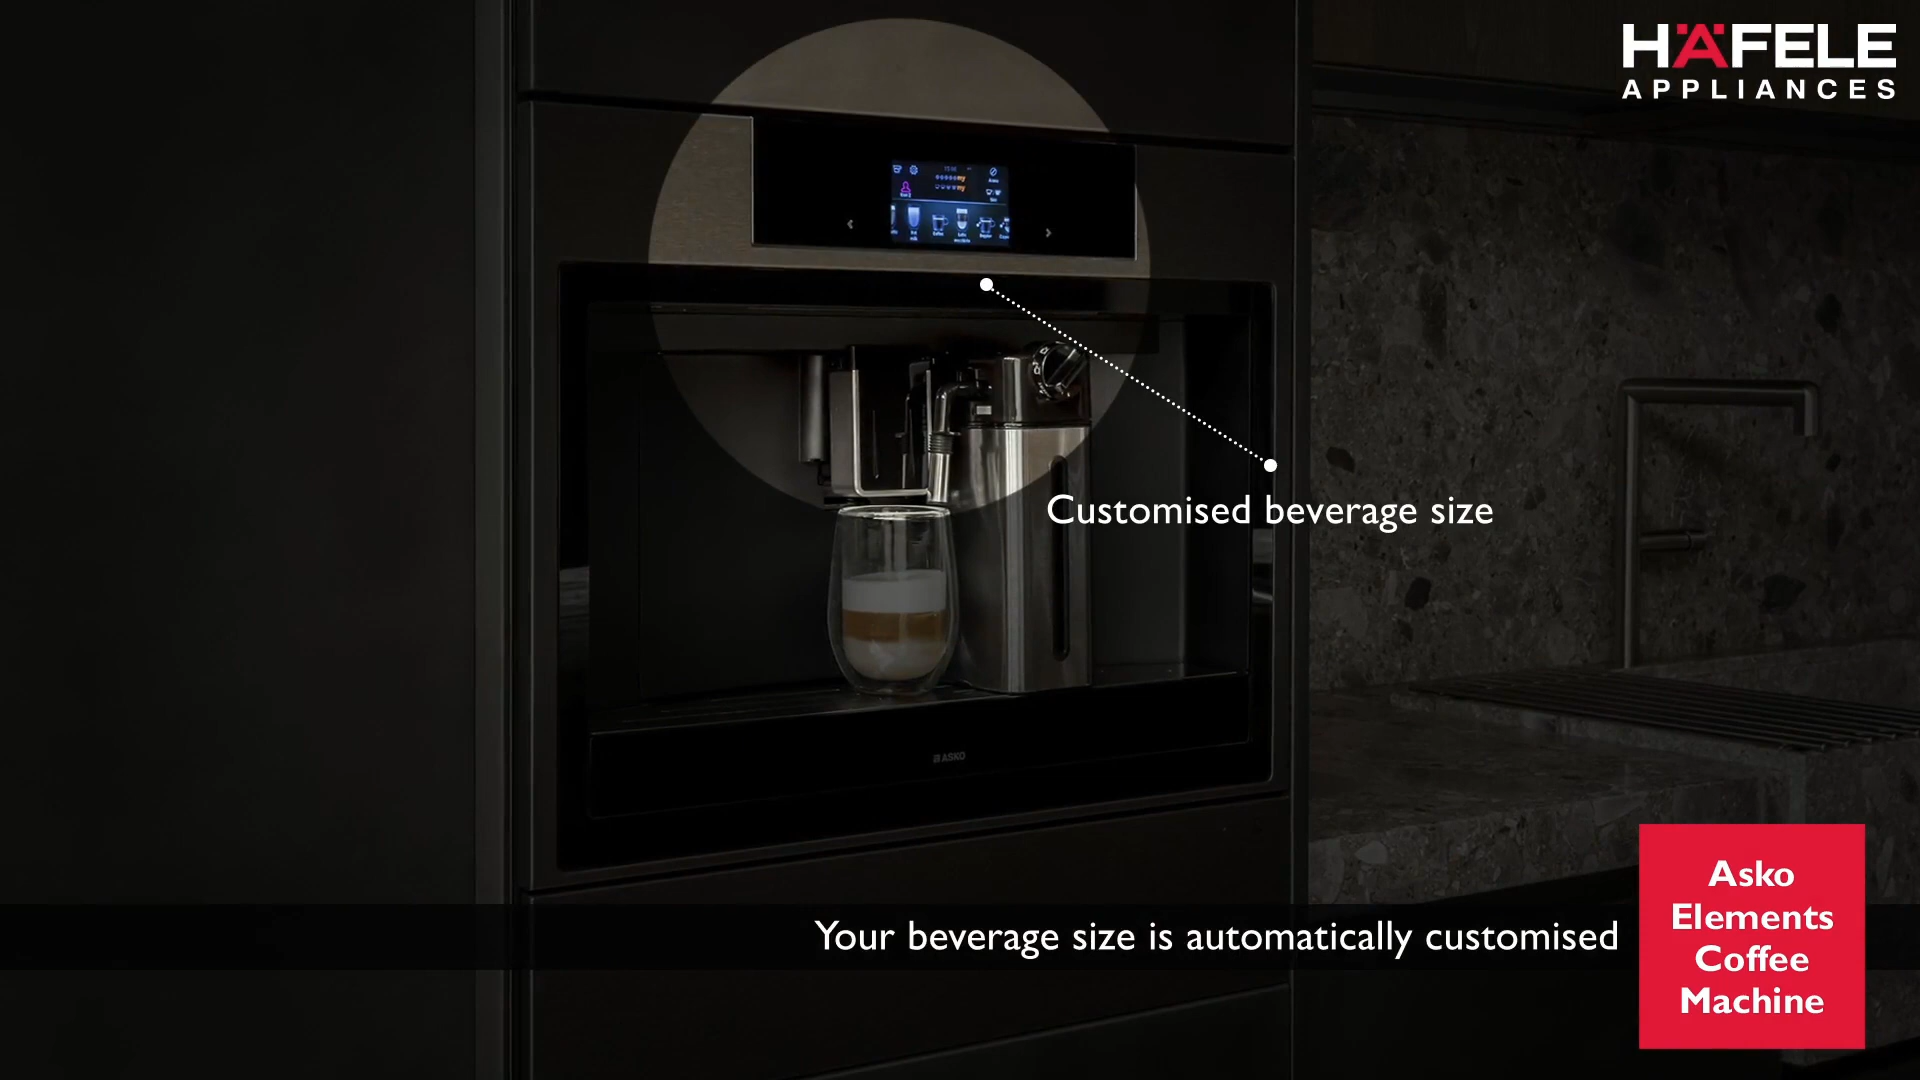 HÄFELE
APPLIANCES
Customised beverage size
ASKO
Your beverage size is automatically customised
Asko
Elements
Coffee
Machine